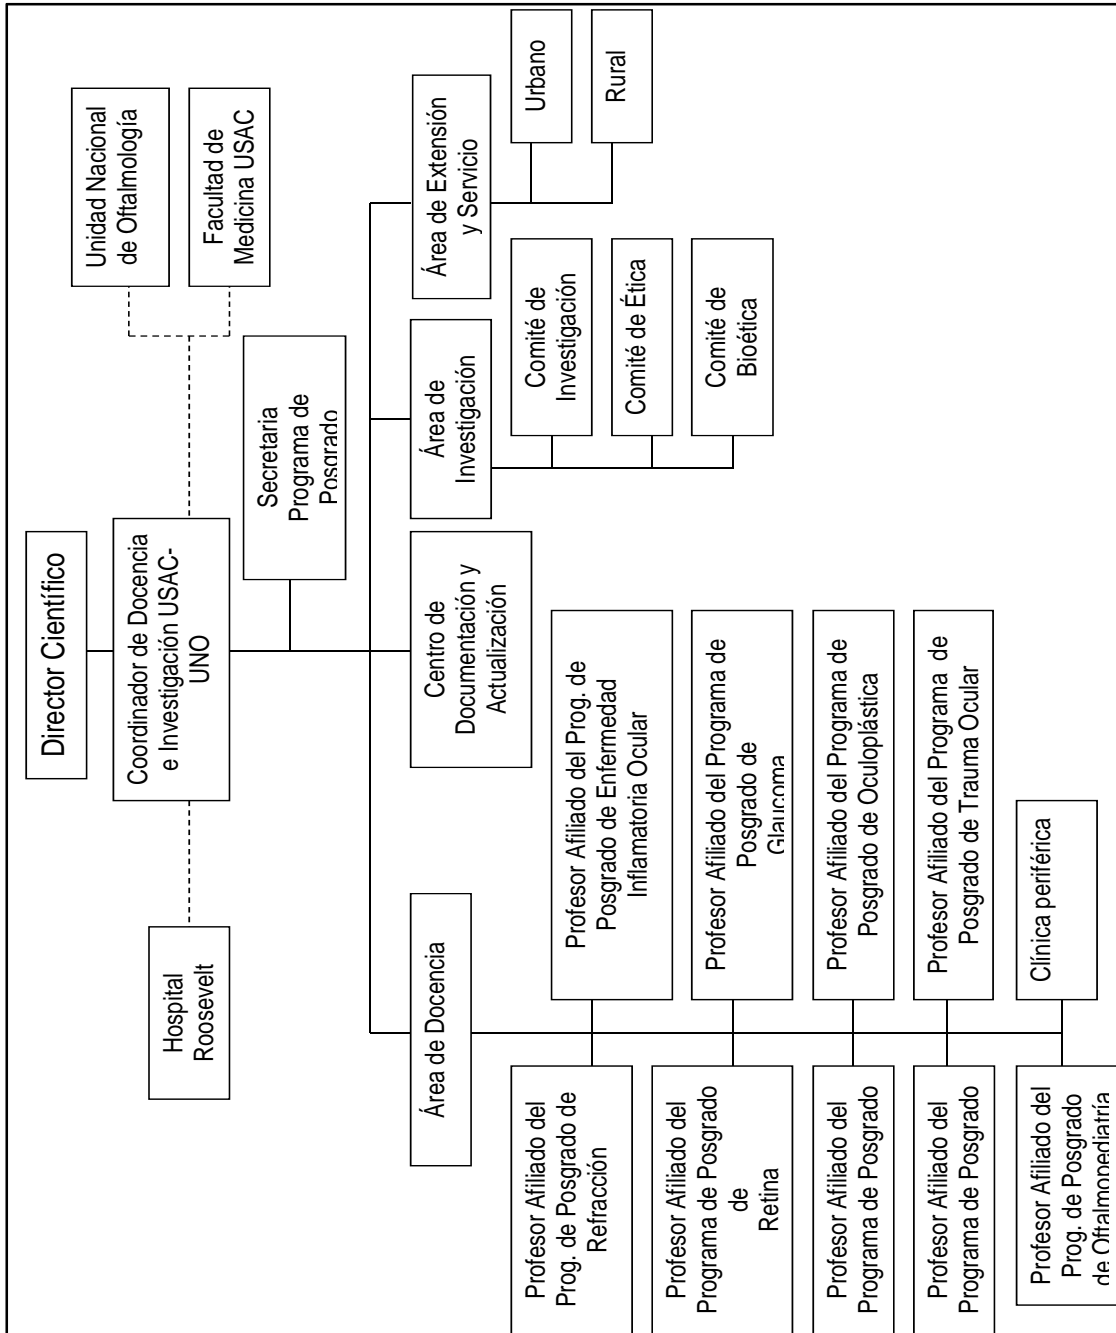 Director Científico
Coordinador de Docencia
e Investigación USAC-
UNO
Hospital
Roosevelt
Unidad Nacional
de Oftalmología
Facultad de
Medicina USAC
Secretaria
Programa de
Posgrado
Área de Docencia
Centro de
Documentación y
Actualización
Área de
Investigación
Área de Extensión
y Servicio
Profesor Afiliado del
Prog. de Posgrado de
Refracción
Profesor Afiliado del Prog. de
Posgrado de Enfermedad
Inflamatoria Ocular
Profesor Afiliado del
Programa de Posgrado
de
Retina
Profesor Afiliado del Programa de
Posgrado de
Glaucoma
Profesor Afiliado del
Programa de Posgrado
Profesor Afiliado del Programa de
Posgrado de Oculoplástica
Profesor Afiliado del
Programa de Posgrado
Profesor Afiliado del Programa de
Posgrado de Trauma Ocular
Profesor Afiliado del
Prog. de Posgrado
de Oftalmopediatría
Clínica periférica
Comité de
Investigación
Comité de Ética
Comité de
Bioética
Urbano
Rural